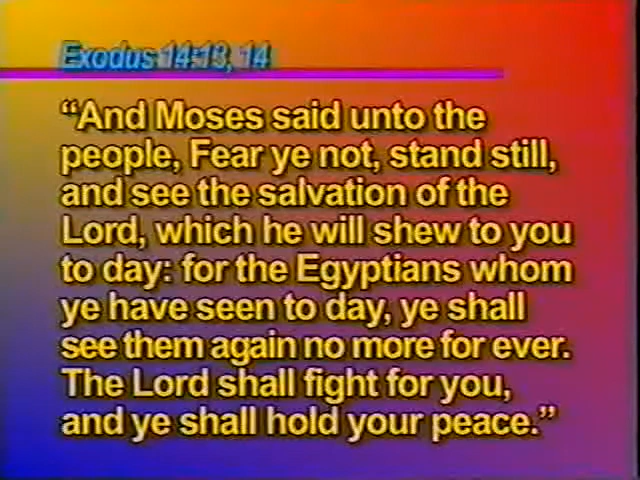 Exodus 14:13, 14
“And Moses said unto the
people, Fear ye not, stand still,
and see the salvation of the
Lord, which he will shew to you
to day: for the Egyptians whom
ye have seen to day, ye shall
see them again no more for ever.
The Lord shall fight for you,
and ye shall hold your peace.”